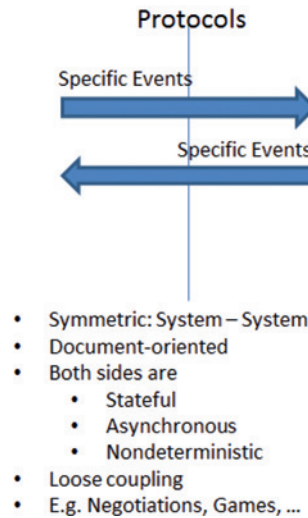 Protocols
Specific Events
Specific Events
• Symmetric: System – System
• Document-oriented
• Both sides are
• Stateful
• Asynchronous
• Nondeterministic
• Loose coupling
• E.g. Negotiations, Games, ...